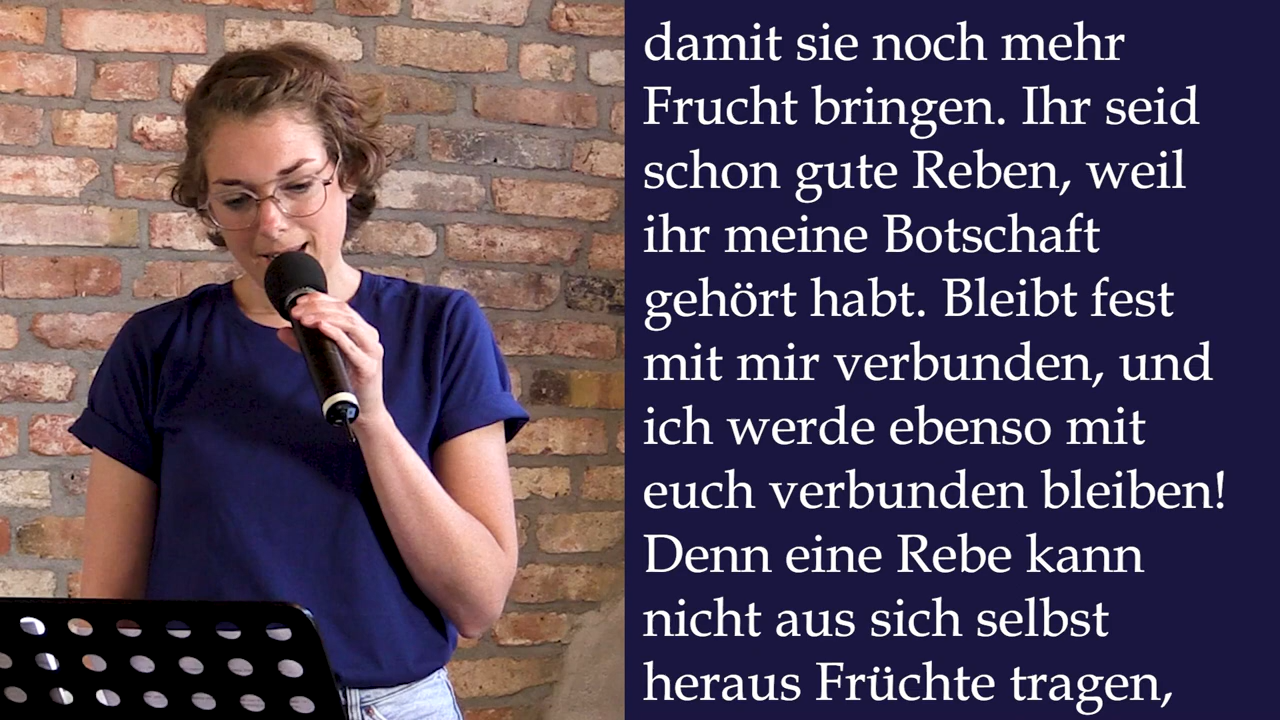 damit sie noch mehr
Frucht bringen. Ihr seid
schon gute Reben, weil
ihr meine Botschaft
gehört habt. Bleibt fest
mit mir verbunden, und
ich werde ebenso mit
euch verbunden bleiben!
Denn eine Rebe kann
nicht aus sich selbst
heraus Früchte tragen,